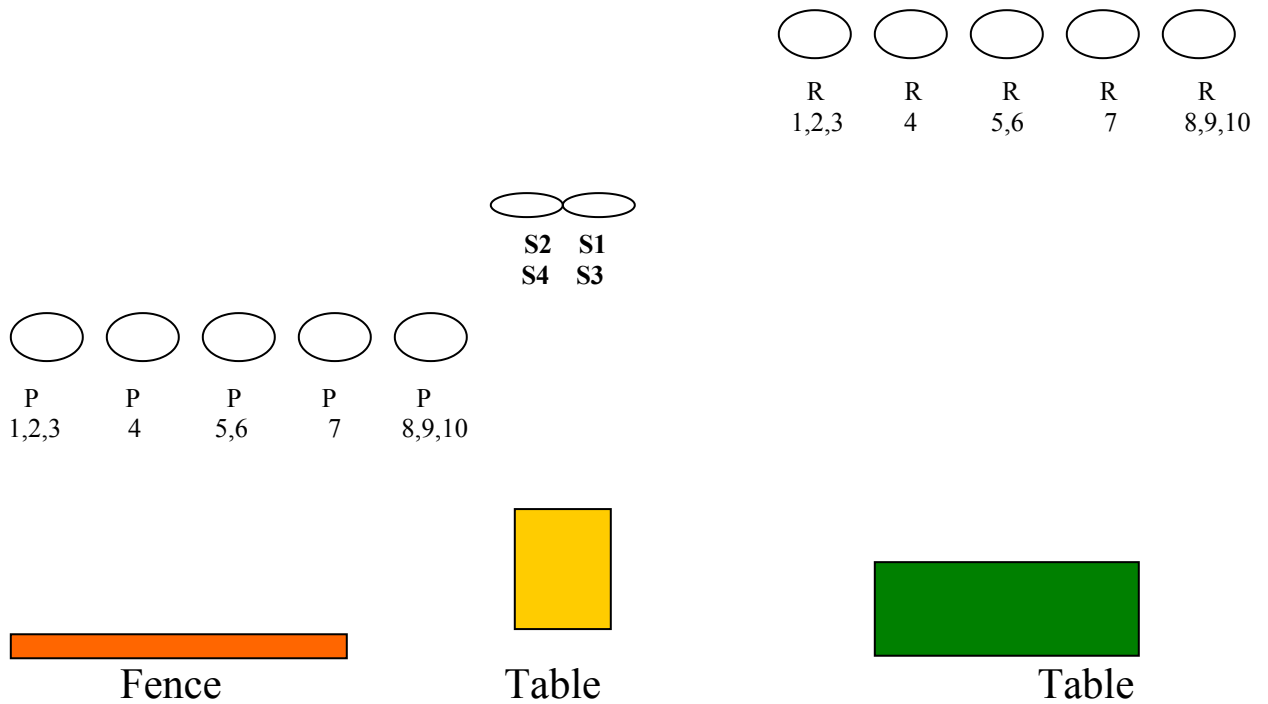 R R R R R
1,2,3 4 5,6 7 8,9,10
S2 S1
S4 S3
P P P P P
1,2,3 4 5,6 7 8,9,10
Fence Table Table